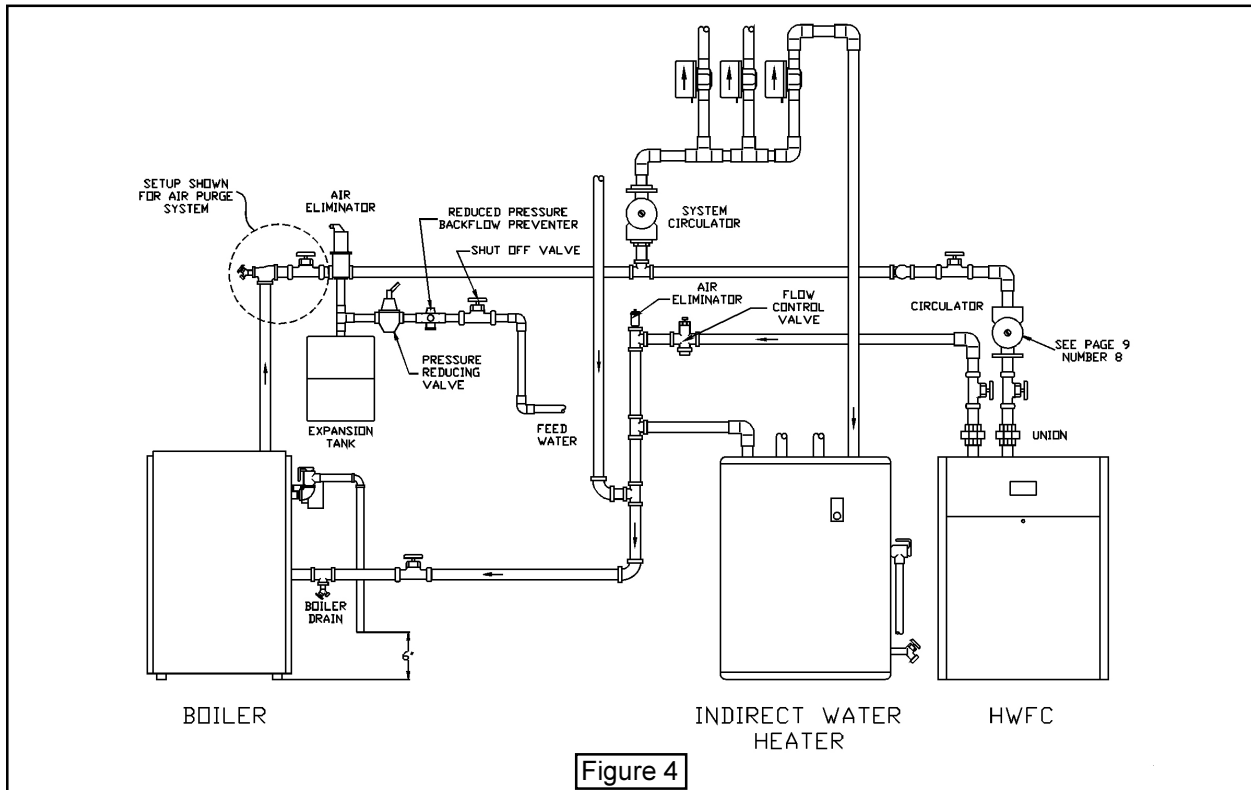 SETUP SHOWN
FOR AIR PURGE
SYSTEM
AIR
ELIMINATOR
REDUCED PRESSURE
BACKFLOW PREVENTER
SHUT OFF VALVE
SYSTEM
CIRCULATOR
AIR
ELIMINATOR
FLOW
CONTROL
VALVE
CIRCULATOR
SEE PAGE 9
NUMBER 8
PRESSURE
REDUCING
VALVE
EXPANSION
TANK
FEED
WATER
UNION
BOILER
DRAIN
6"
BOILER
INDIRECT WATER
HEATER
HWFC
Figure 4